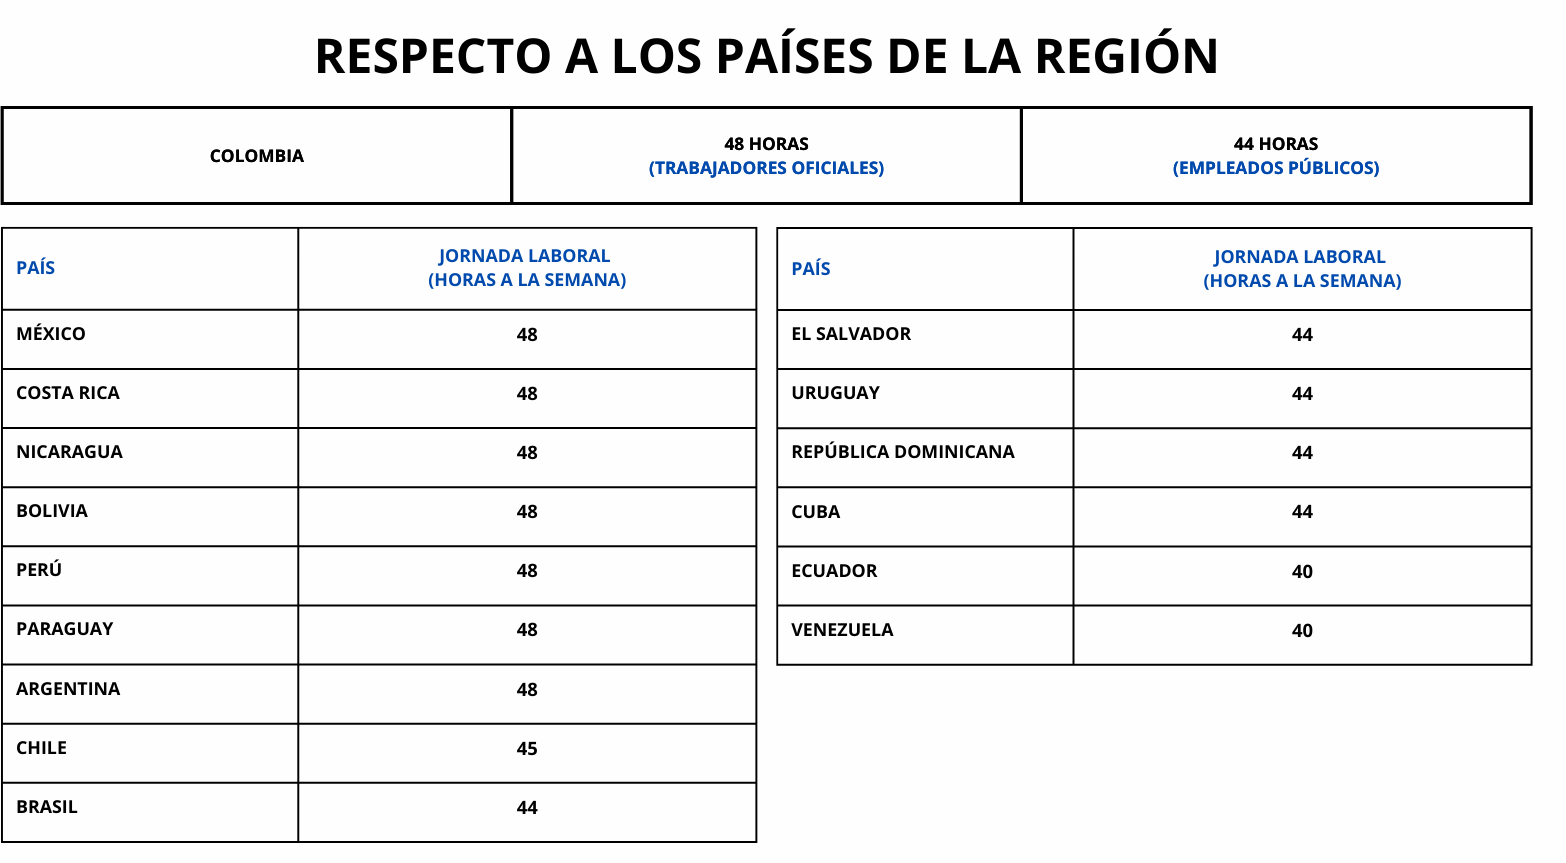 RESPECTO A LOS PAÍSES DE LA REGIÓN
COLOMBIA
48 HORAS
(TRABAJADORES OFICIALES)
44 HORAS
(EMPLEADOS PÚBLICOS)
PAÍS
JORNADA LABORAL
(HORAS A LA SEMANA)
MÉXICO 48
COSTA RICA 48
NICARAGUA 48
BOLIVIA 48
PERÚ 48
PARAGUAY 48
ARGENTINA 48
CHILE 45
BRASIL 44
PAÍS
JORNADA LABORAL
(HORAS A LA SEMANA)
EL SALVADOR 44
URUGUAY 44
REPÚBLICA DOMINICANA 44
CUBA 44
ECUADOR 40
VENEZUELA 40